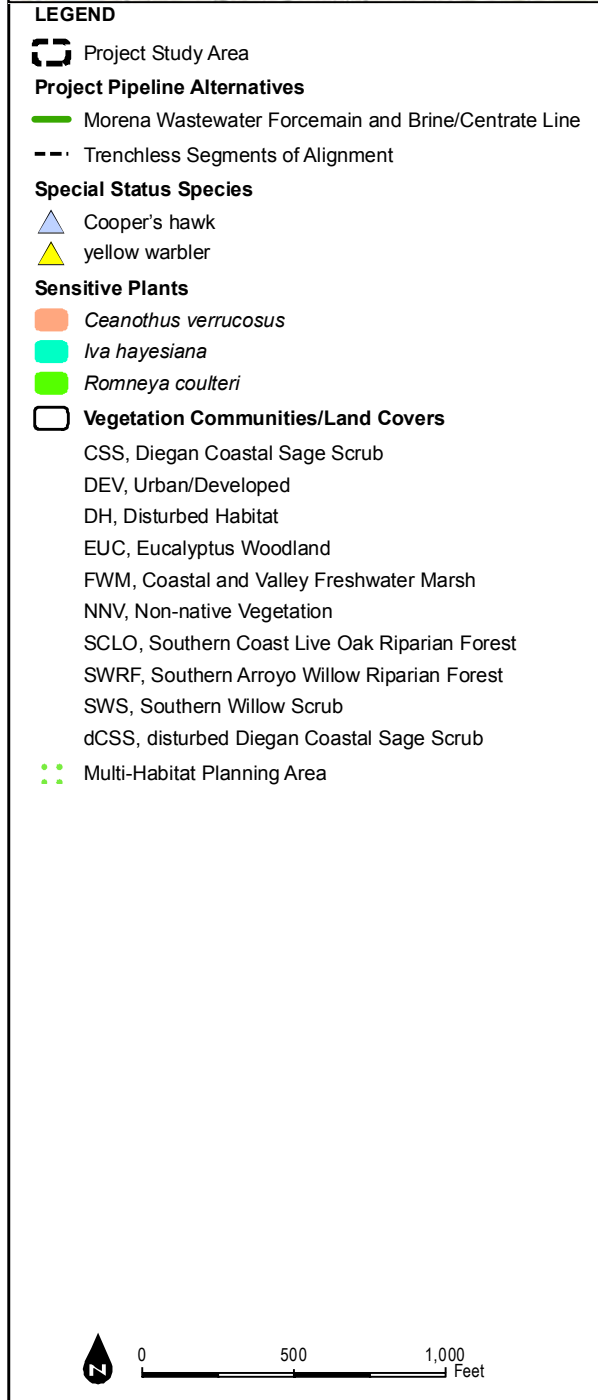 LEGEND
Project Study Area
Project Pipeline Alternatives
Morena Wastewater Forcemain and Brine/Centrate Line
Trenchless Segments of Alignment
Special Status Species
Cooper's hawk
yellow warbler
Sensitive Plants
Ceanothus verrucosus
Iva hayesiana
Romneya coulteri
Vegetation Communities/Land Covers
CSS, Diegan Coastal Sage Scrub
DEV, Urban/Developed
DH, Disturbed Habitat
EUC, Eucalyptus Woodland
FWM, Coastal and Valley Freshwater Marsh
NNV, Non-native Vegetation
SCLO, Southern Coast Live Oak Riparian Forest
SWRF, Southern Arroyo Willow Riparian Forest
SWS, Southern Willow Scrub
dCSS, disturbed Diegan Coastal Sage Scrub
Multi-Habitat Planning Area
N 0 500 1,000
Feet